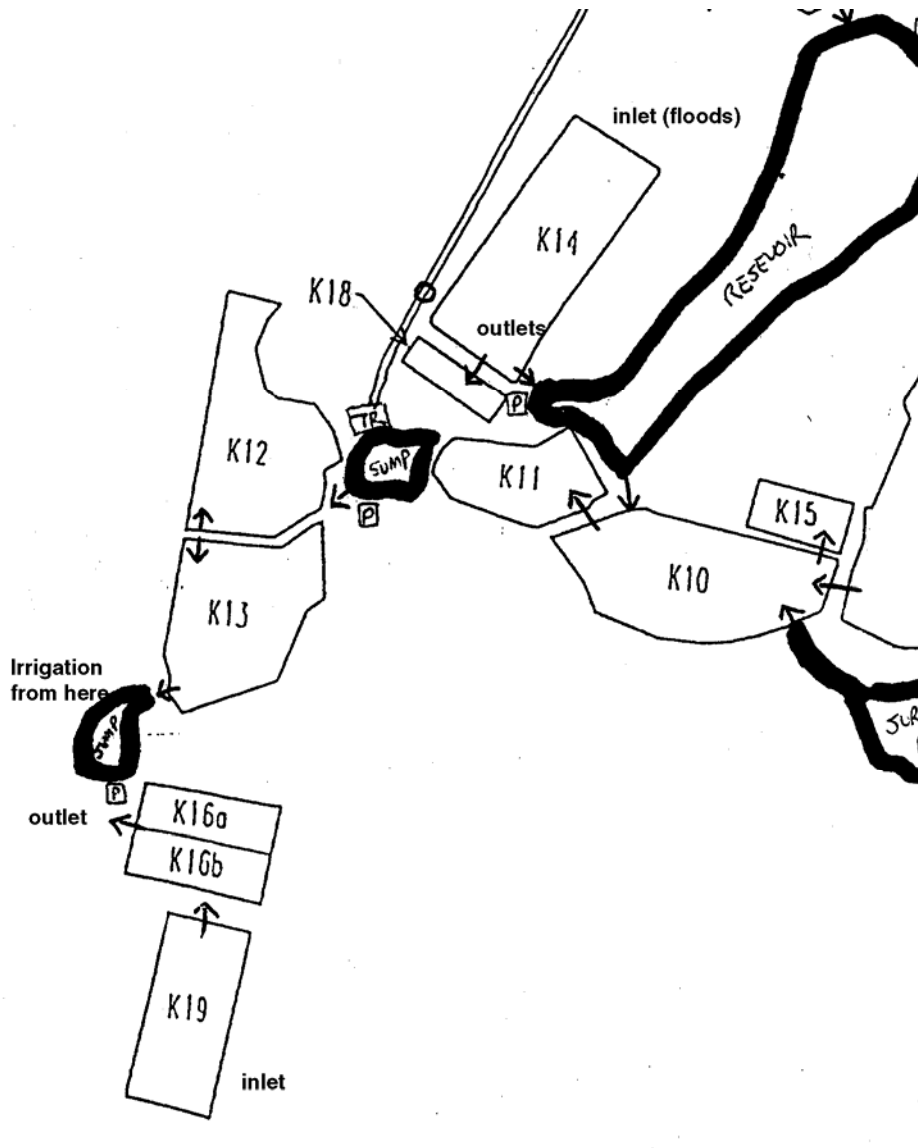 inlet (floods)
K14
RESEVOIR
K18
outlets
P
TR
K12
SUMP
K11
K15
P
K10
K13
Irrigation
from here
SUMP
P
outlet
K16a
K16b
K19
inlet